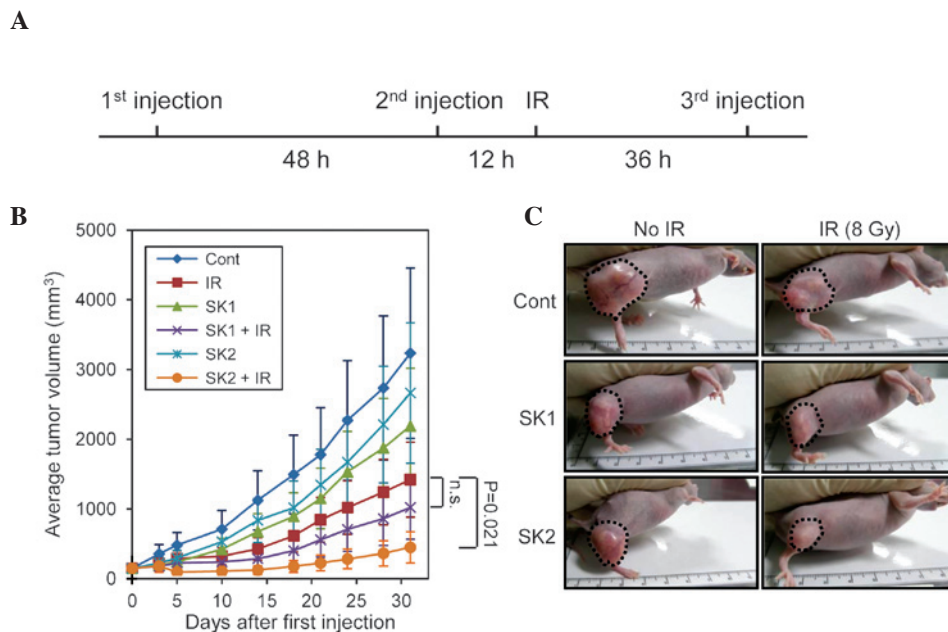 A
1st injection 2nd injection IR 3rd injection
48 h 12 h 36 h
B
Average tumor volume (mm3)
5000
4000
3000
2000
1000
0
Cont
IR
SK1
SK1 + IR
SK2
SK2 + IR
n.s.
P=0.021
0 5 10 15 20 25 30
Days after first injection
C
No IR IR (8 Gy)
Cont
SK1
SK2